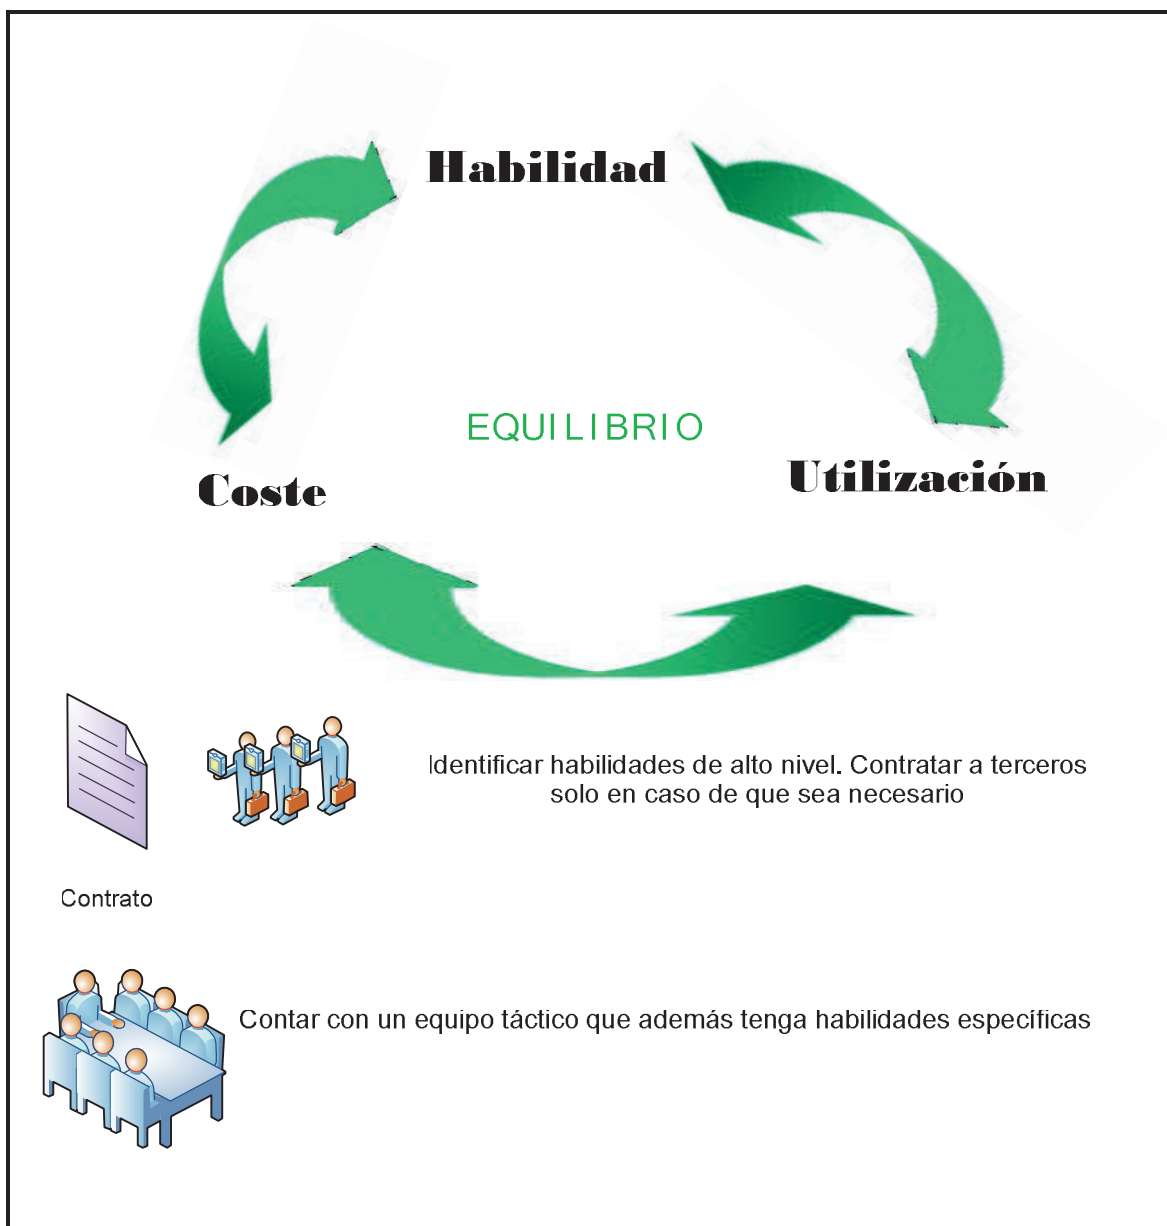 Habilidad
EQUILIBRIO
Coste
Utilización
Identificar habilidades de alto nivel. Contratar a terceros
solo en caso de que sea necesario
Contrato
Contar con un equipo táctico que además tenga habilidades específicas